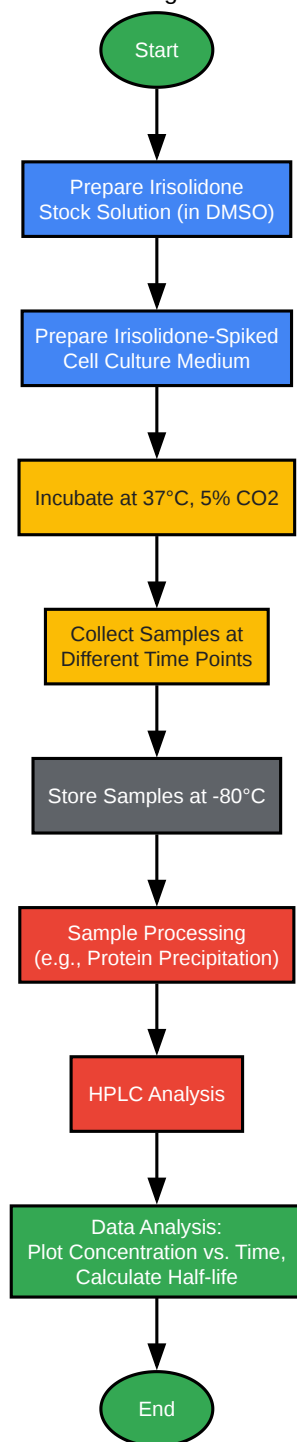 Start
Prepare Irisolidone
Stock Solution (in DMSO)
Prepare Irisolidone-Spiked
Cell Culture Medium
Incubate at 37°C, 5% CO2
Collect Samples at
Different Time Points
Store Samples at -80°C
Sample Processing
(e.g., Protein Precipitation)
HPLC Analysis
Data Analysis:
Plot Concentration vs. Time,
Calculate Half-life
End